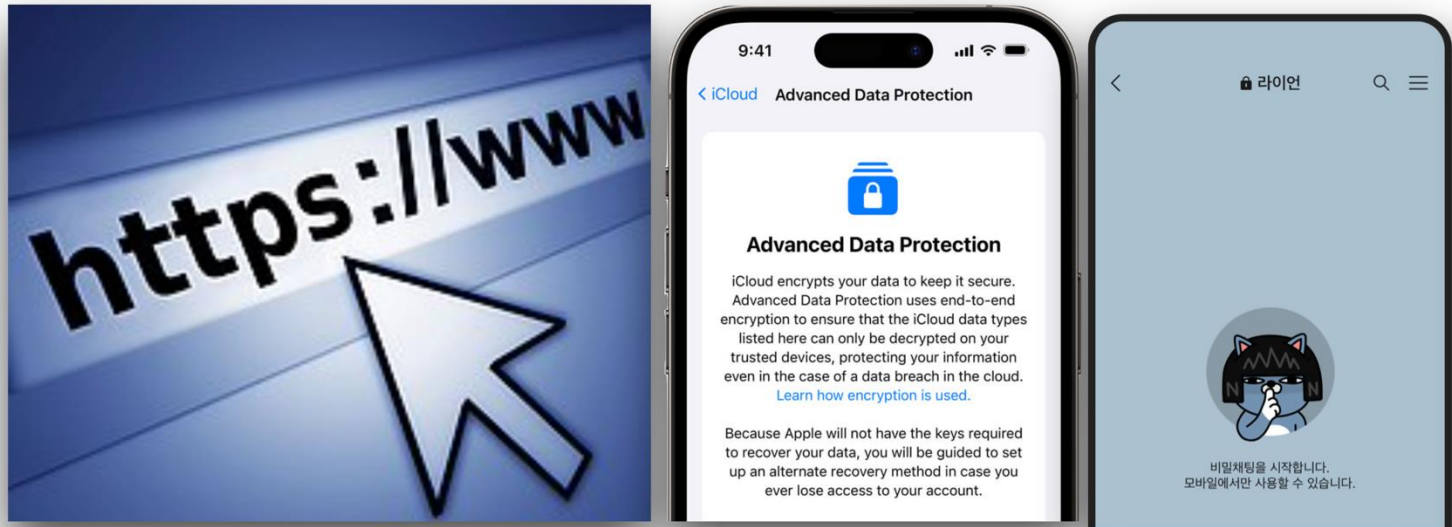 https://www
9:41
iCloud Advanced Data Protection
Advanced Data Protection
iCloud encrypts your data to keep it secure.
Advanced Data Protection uses end-to-end
encryption to ensure that the iCloud data types
listed here can only be decrypted on your
trusted devices, protecting your information
even in the case of a data breach in the cloud.
Learn how encryption is used.
Because Apple will not have the keys required
to recover your data, you will be guided to set
up an alternate recovery method in case you
ever lose access to your account.
라이언
N N
비밀채팅을 시작합니다.
모바일에서만 사용할 수 있습니다.